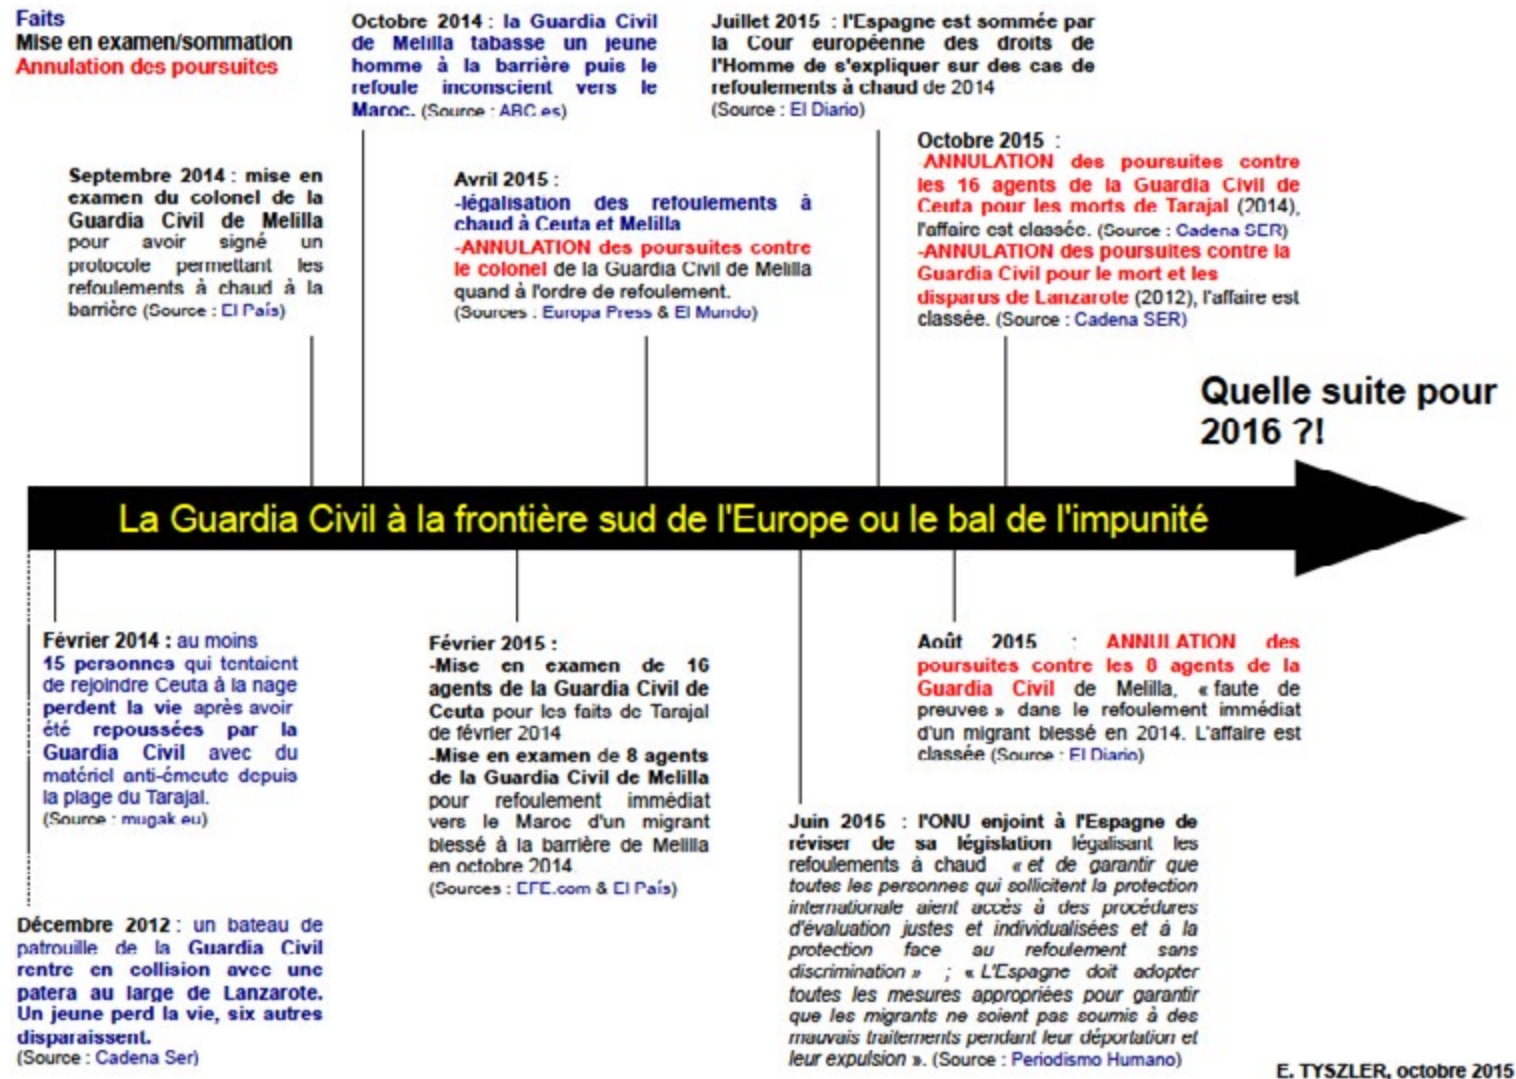 Faits
Mise en examen/sommation
Annulation des poursuites
Octobre 2014 : la Guardia Civil
de Melilla tabasse un jeune
homme à la barrière puis le
refoule inconscient vers le
Maroc. (Source : ABC.es)
Juillet 2015 : l'Espagne est sommée par
la Cour européenne des droits de
l'Homme de s'expliquer sur des cas de
refoulements à chaud de 2014
(Source : El Diario)
Septembre 2014 : mise en
examen du colonel de la
Guardia Civil de Melilla
pour avoir signé un
protocole permettant les
refoulements à chaud à la
barrière (Source : El País)
Avril 2015 :
-légalisation des refoulements à
chaud à Ceuta et Melilla
-ANNULATION des poursuites contre
le colonel de la Guardia Civil de Melilla
quand à l'ordre de refoulement.
(Sources : Europa Press & El Mundo)
Octobre 2015 :
-ANNULATION des poursuites contre
les 16 agents de la Guardia Civil de
Ceuta pour les morts de Tarajal (2014),
l'affaire est classée. (Source : Cadena SER)
-ANNULATION des poursuites contre la
Guardia Civil pour le mort et les
disparus de Lanzarote (2012), l'affaire est
classée. (Source : Cadena SER)
Quelle suite pour
2016 ?!
La Guardia Civil à la frontière sud de l'Europe ou le bal de l'impunité
Février 2014 : au moins
15 personnes qui tentaient
de rejoindre Ceuta à la nage
perdent la vie après avoir
été repoussées par la
Guardia Civil avec du
matériel anti-émeute depuis
la plage du Tarajal.
(Source : mugak.eu)
Décembre 2012 : un bateau de
patrouille de la Guardia Civil
rentre en collision avec une
patera au large de Lanzarote.
Un jeune perd la vie, six autres
disparaissent.
(Source : Cadena Ser)
Février 2015 :
-Mise en examen de 16
agents de la Guardia Civil de
Ceuta pour les faits de Tarajal
de février 2014
-Mise en examen de 8 agents
de la Guardia Civil de Melilla
pour refoulement immédiat
vers le Maroc d'un migrant
blessé à la barrière de Melilla
en octobre 2014.
(Sources : EFE.com & El País)
Août 2015 : ANNULATION des
poursuites contre les 8 agents de la
Guardia Civil de Melilla, « faute de
preuves » dans le refoulement immédiat
d'un migrant blessé en 2014. L'affaire est
classée (Source : El Diario)
Juin 2015 : l'ONU enjoint à l'Espagne de
réviser de sa législation légalisant les
refoulements à chaud « et de garantir que
toutes les personnes qui sollicitent la protection
internationale aient accès à des procédures
d'évaluation justes et individualisées et à la
protection face au refoulement sans
discrimination » ; « L'Espagne doit adopter
toutes les mesures appropriées pour garantir
que les migrants ne soient pas soumis à des
mauvais traitements pendant leur déportation et
leur expulsion ». (Source : Periodismo Humano)
E. TYSZLER, octobre 2015